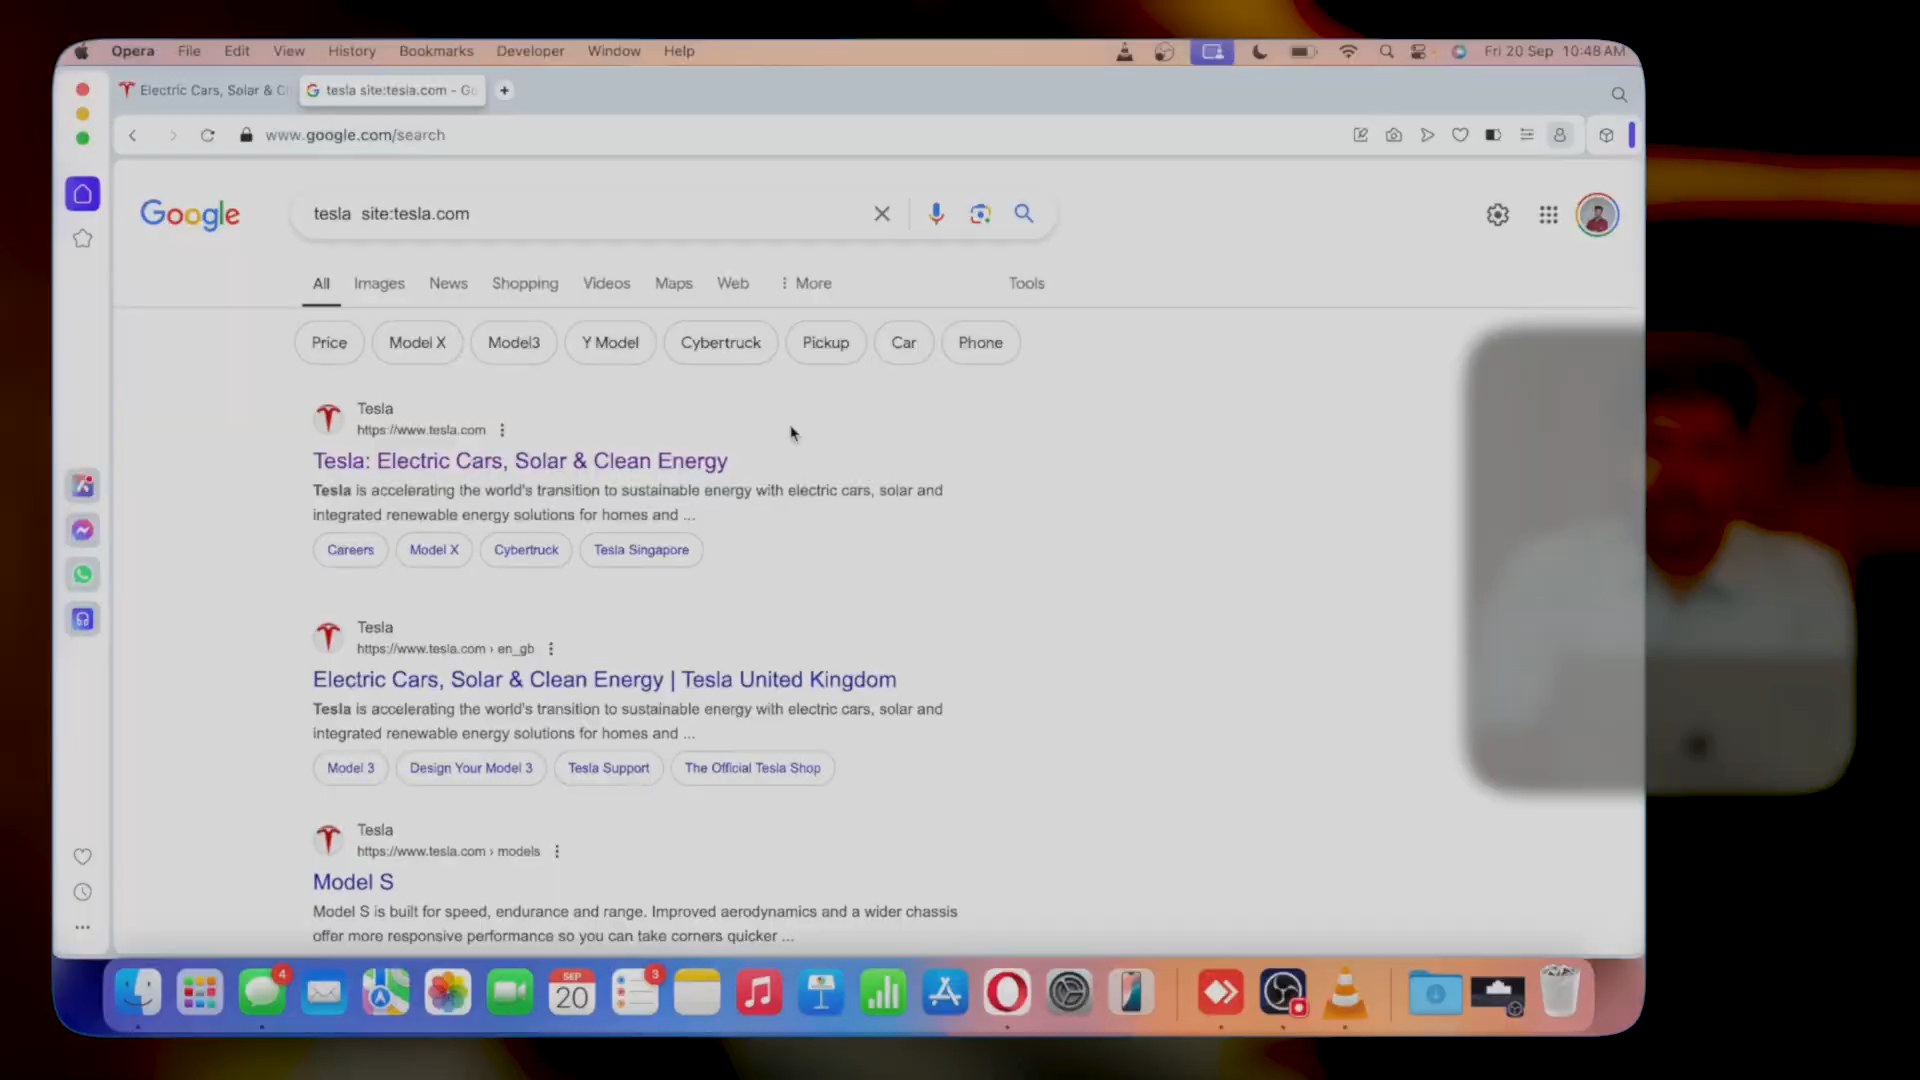 Opera File Edit View History Bookmarks Developer Window Help Fri 20 Sep 10:48 AM
Electric Cars, Solar & Cl tesla site:tesla.com - Go
www.google.com/search
Google tesla site:tesla.com
All Images News Shopping Videos Maps Web More Tools
Price Model X Model3 Y Model Cybertruck Pickup Car Phone
Tesla
https://www.tesla.com
Tesla: Electric Cars, Solar & Clean Energy
Tesla is accelerating the world's transition to sustainable energy with electric cars, solar and
integrated renewable energy solutions for homes and ...
Careers Model X Cybertruck Tesla Singapore
Tesla
https://www.tesla.com › en_gb
Electric Cars, Solar & Clean Energy | Tesla United Kingdom
Tesla is accelerating the world's transition to sustainable energy with electric cars, solar and
integrated renewable energy solutions for homes and ...
Model 3 Design Your Model 3 Tesla Support The Official Tesla Shop
Tesla
https://www.tesla.com › models
Model S
Model S is built for speed, endurance and range. Improved aerodynamics and a wider chassis
offer more responsive performance so you can take corners quicker ...
4 SEP 20 3